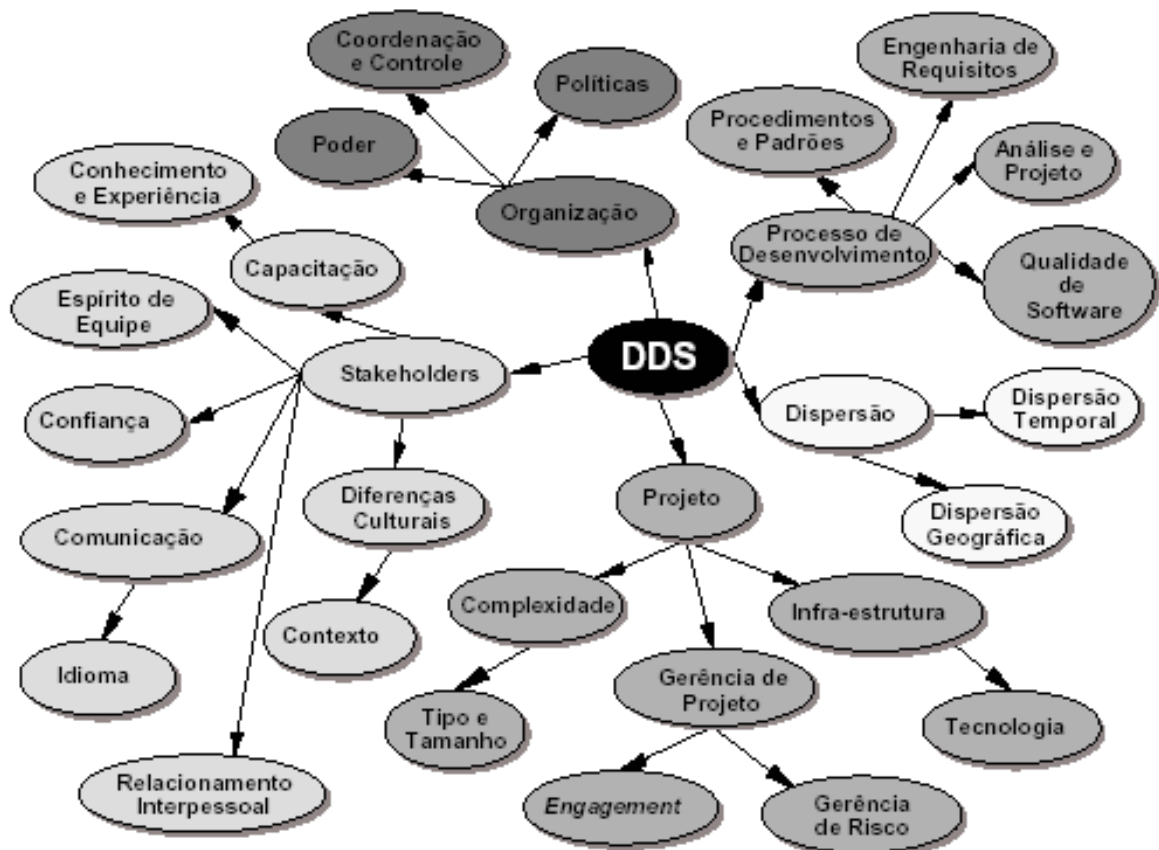 Coordenação
e Controle
Políticas
Poder
Organização
Engenharia de
Requisitos
Procedimentos
e Padrões
Análise e
Projeto
Processo de
Desenvolvimento
Qualidade
de
Software
Conhecimento
e Experiência
Capacitação
Espírito de
Equipe
Stakeholders
DDS
Confiança
Dispersão
Dispersão
Temporal
Dispersão
Geográfica
Comunicação
Diferenças
Culturais
Projeto
Idioma
Contexto
Complexidade
Infra-estrutura
Gerência de
Projeto
Tipo e
Tamanho
Tecnologia
Relacionamento
Interpessoal
Engagement
Gerência
de Risco